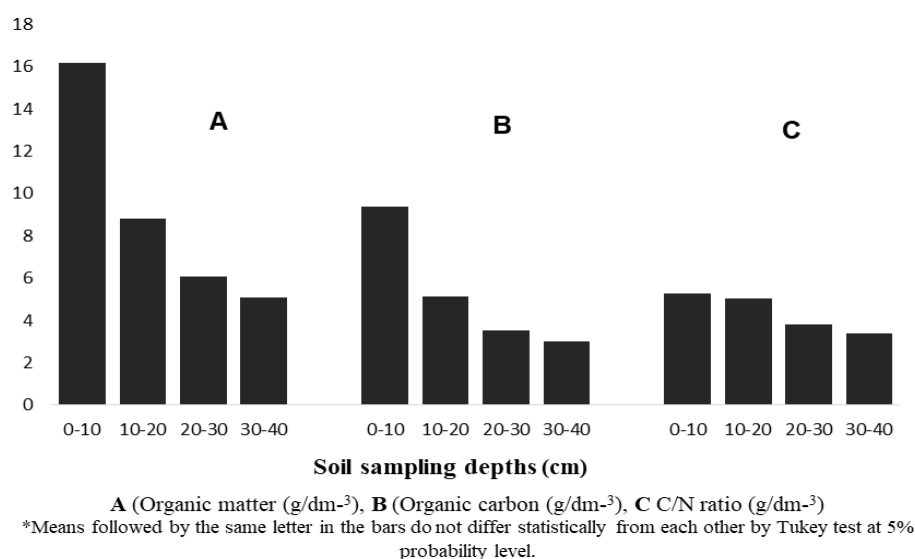 18
16
14
12
10
8
6
4
2
0
A
B
C
0-10 10-20 20-30 30-40 0-10 10-20 20-30 30-40 0-10 10-20 20-30 30-40
Soil sampling depths (cm)
A (Organic matter (g/dm-³), B (Organic carbon (g/dm-³), C C/N ratio (g/dm-³)
*Means followed by the same letter in the bars do not differ statistically from each other by Tukey test at 5%
probability level.